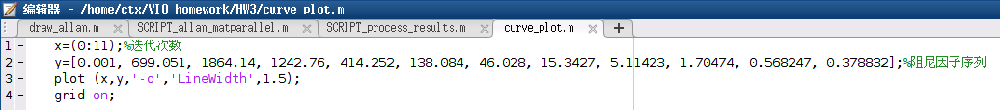 编辑器 - /home/ctx/VIO_homework/HW3/curve_plot.m
draw_allan.m × SCRIPT_allan_matparallel.m × SCRIPT_process_results.m × curve_plot.m × +
1 - x=(0:11);%迭代次数
2 - y=[0.001, 699.051, 1864.14, 1242.76, 414.252, 138.084, 46.028, 15.3427, 5.11423, 1.70474, 0.568247, 0.378832];%阻尼因子序列
3 - plot (x,y,'-o','LineWidth',1.5);
4 - grid on;